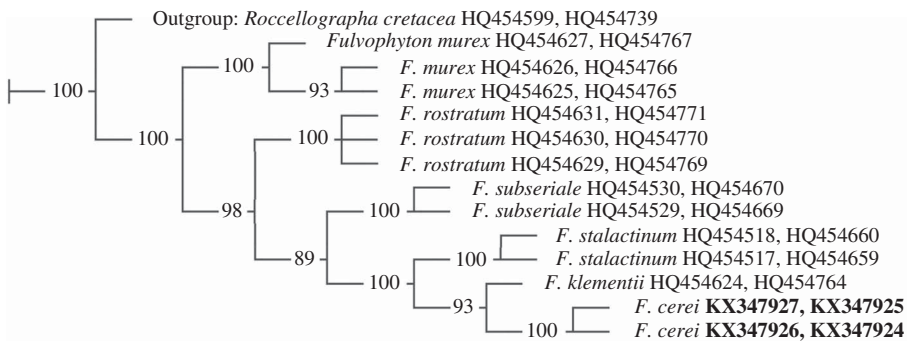 Outgroup: Roccellographa cretacea HQ454599, HQ454739
Fulvophyton murex HQ454627, HQ454767
100
F. murex HQ454626, HQ454766
100
93
F. murex HQ454625, HQ454765
F. rostratum HQ454631, HQ454771
100
100
F. rostratum HQ454630, HQ454770
F. rostratum HQ454629, HQ454769
F. subseriale HQ454530, HQ454670
98
100
F. subseriale HQ454529, HQ454669
F. stalactinum HQ454518, HQ454660
89
100
F. stalactinum HQ454517, HQ454659
100
F. klementii HQ454624, HQ454764
93
F. cerei KX347927, KX347925
100
F. cerei KX347926, KX347924